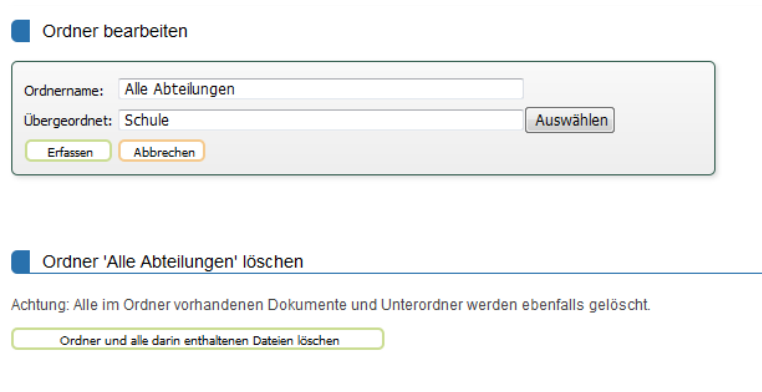 Ordner bearbeiten
Ordnername: Alle Abteilungen
Übergeordnet: Schule Auswählen
Erfassen Abbrechen
Ordner 'Alle Abteilungen' löschen
Achtung: Alle im Ordner vorhandenen Dokumente und Unterordner werden ebenfalls gelöscht.
Ordner und alle darin enthaltenen Dateien löschen